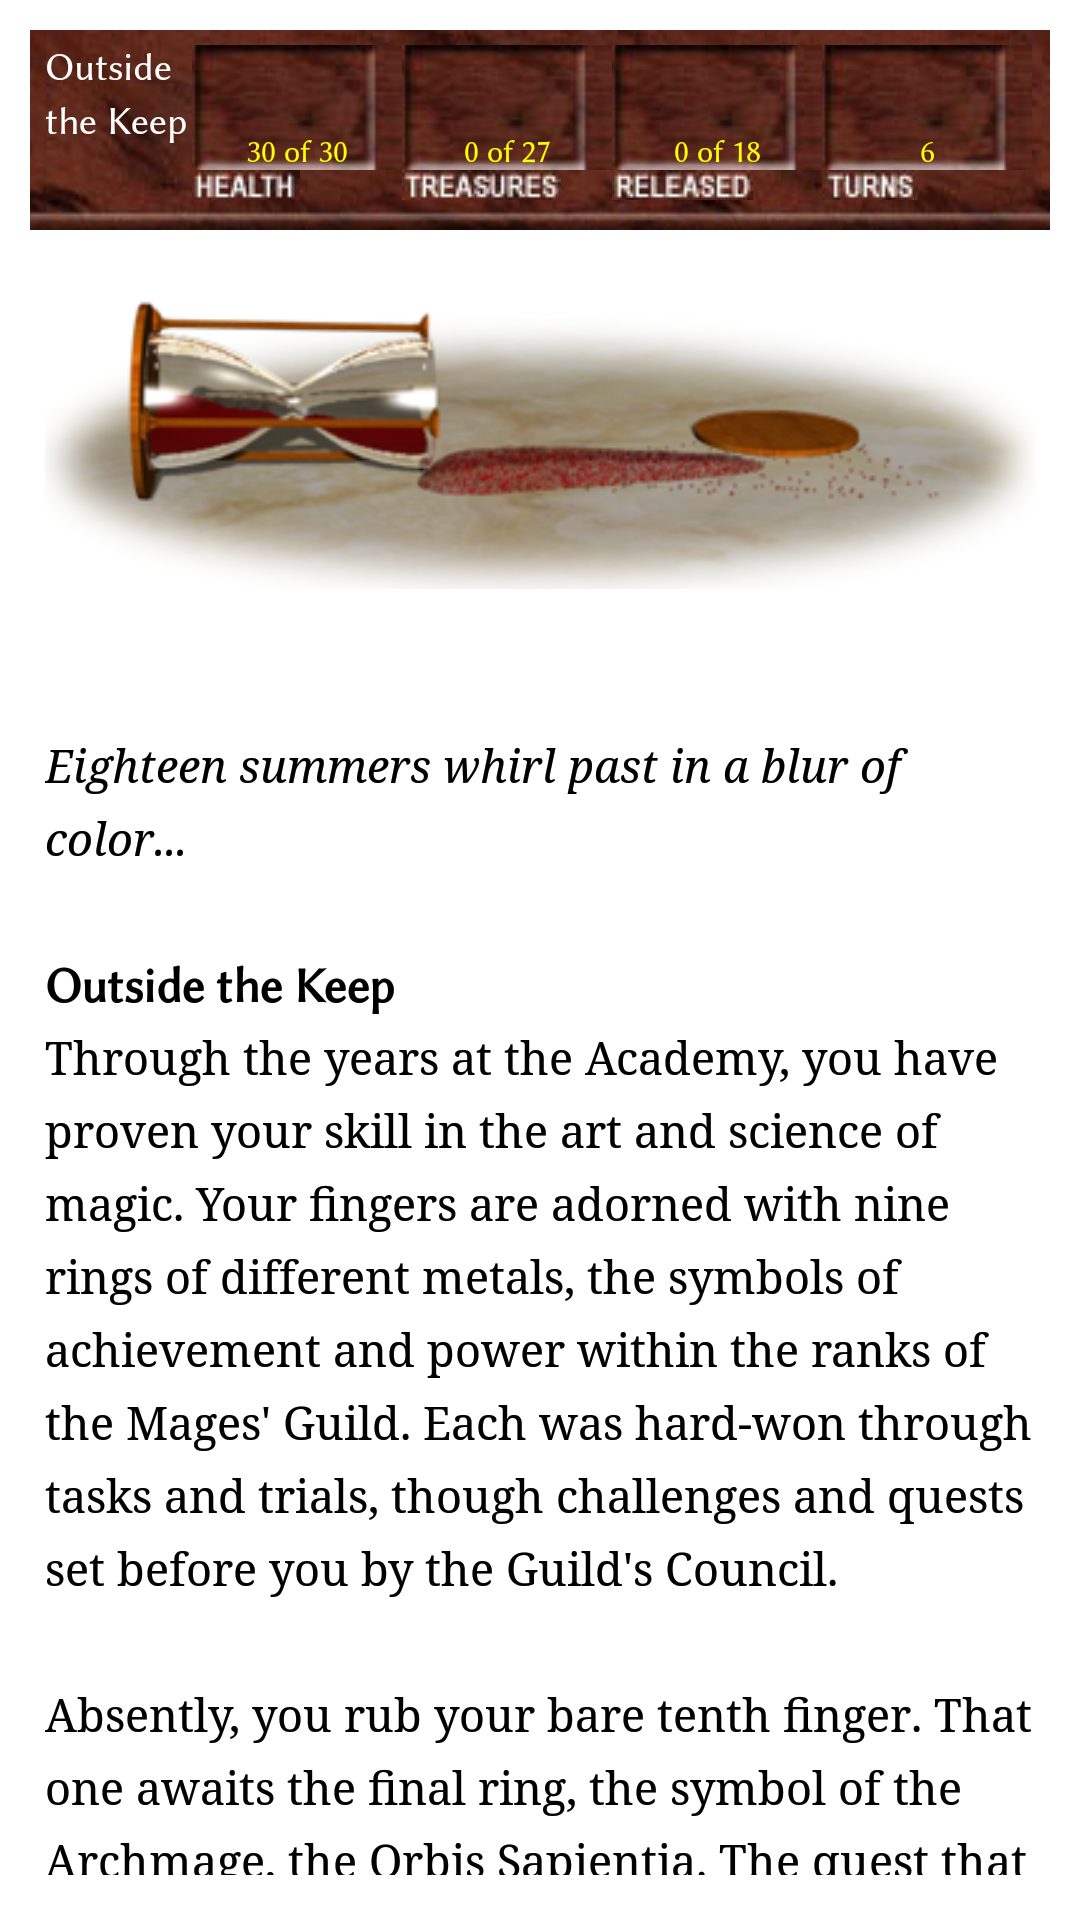 Outside
the Keep
30 of 30
0 of 27
0 of 18
6
HEALTH
TREASURES
RELEASED
TURNS
Eighteen summers whirl past in a blur of
color...
Outside the Keep
Through the years at the Academy, you have
proven your skill in the art and science of
magic. Your fingers are adorned with nine
rings of different metals, the symbols of
achievement and power within the ranks of
the Mages' Guild. Each was hard-won through
tasks and trials, though challenges and quests
set before you by the Guild's Council.
Absently, you rub your bare tenth finger. That
one awaits the final ring, the symbol of the
Archmage, the Orbis Sapientia. The quest that